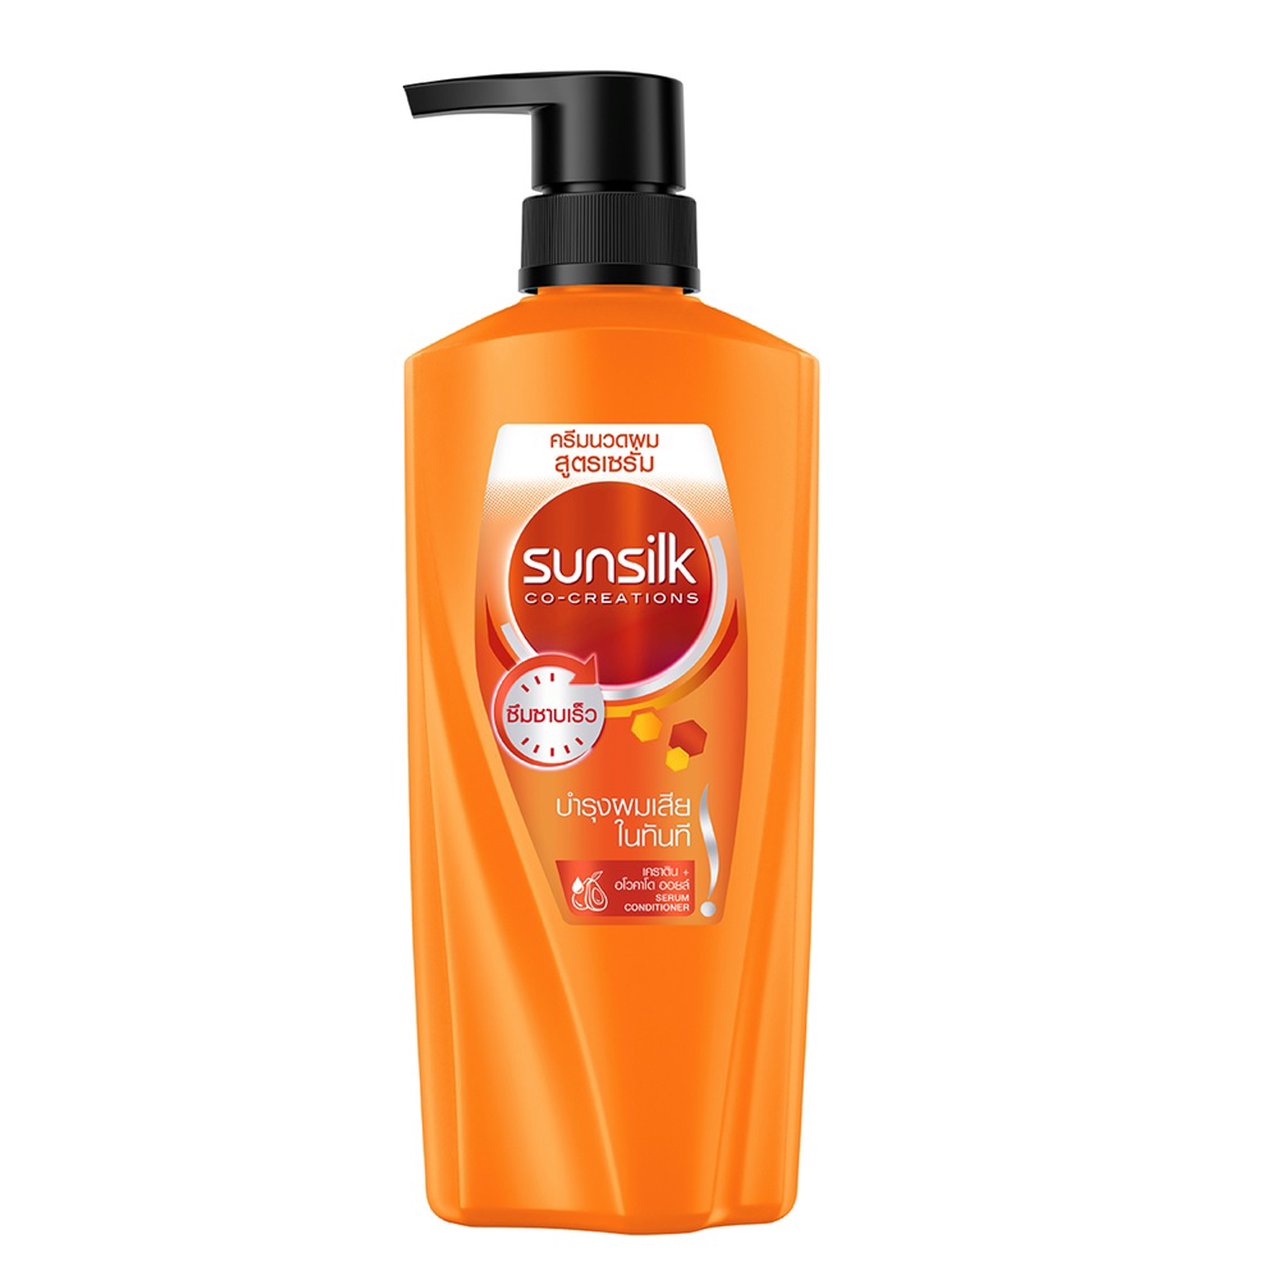 ครีมนวดผม
สูตรเซรั่ม
sunsilk
CO-CREATIONS
ซึมซาบเร็ว
บำรุงผมเสีย
ในทันที
เคราติน +
อโวคาโด ออยล์
SERUM
CONDITIONER